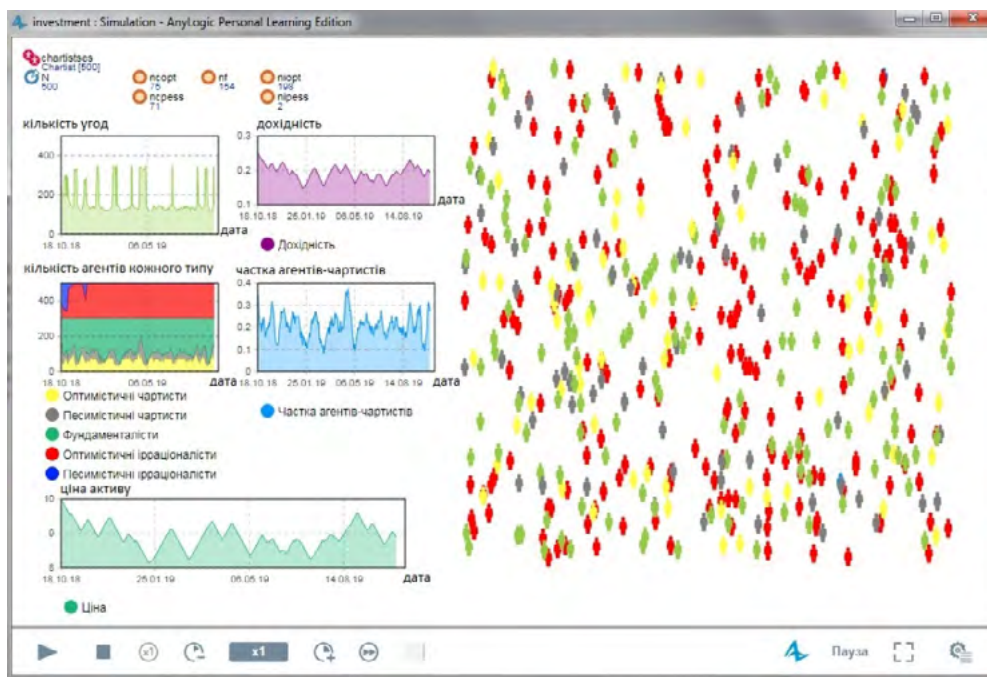 investment : Simulation - AnyLogic Personal Learning Edition
chartistses
Chartist [500]
N
500
ncopt
75
nf
154
niopt
198
ncpess
71
nipess
2
кількість угод
400
200
0
18.10.18
06.05.19
дата
дохідність
0.3
0.2
0.1
18.10.18
25.01.19
06.05.19
14.08.19
дата
Дохідність
кількість агентів кожного типу
400
200
0
18.10.18
06.05.19
дата
Оптимістичні чартисти
Песимістичні чартисти
Фундаменталісти
Оптимістичні ірраціоналісти
Песимістичні ірраціоналісти
частка агентів-чартистів
0.4
0.3
0.2
0.1
0
18.10.18
25.01.19
06.05.19
14.08.19
дата
Частка агентів-чартистів
ціна активу
10
9
8
18.10.18
25.01.19
06.05.19
14.08.19
дата
Ціна
x1
x1
Пауза